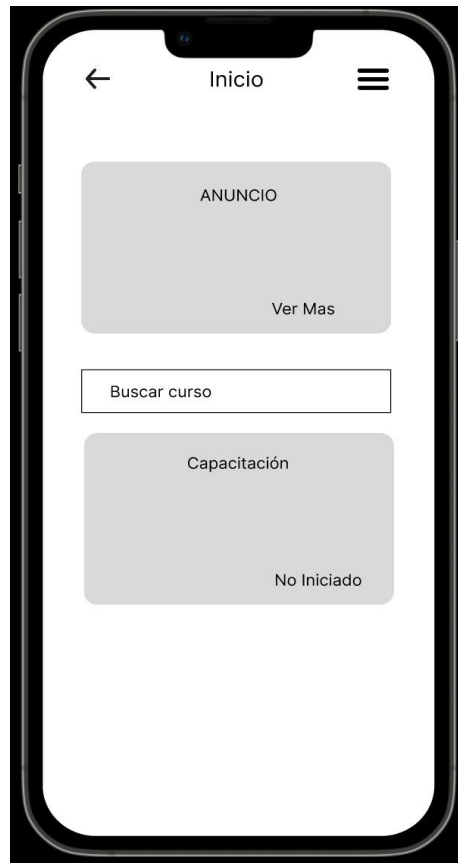 Inicio
ANUNCIO
Ver Mas
Buscar curso
Capacitación
No Iniciado